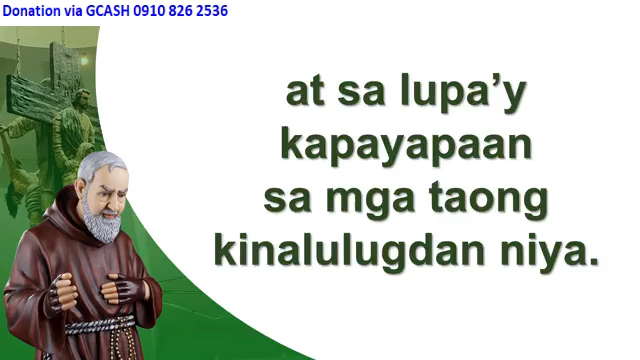 Donation via GCASH 0910 826 2536
at sa lupa’y
kapayapaan
sa mga taong
kinalulugdan niya.